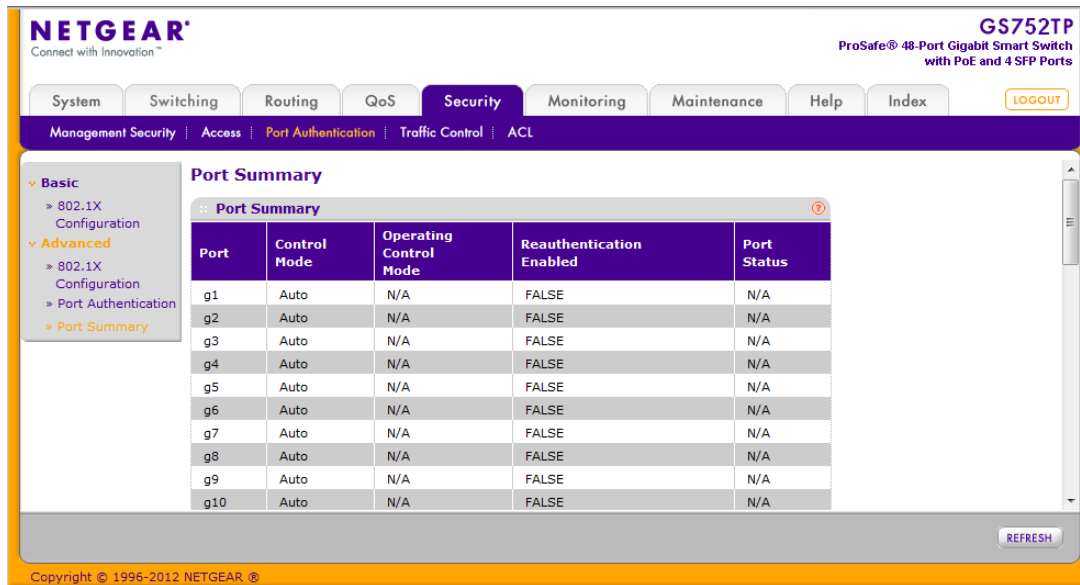 NETGEAR®
Connect with Innovation™
GS752TP
ProSafe® 48-Port Gigabit Smart Switch
with PoE and 4 SFP Ports
System Switching Routing QoS Security Monitoring Maintenance Help Index LOGOUT
Management Security Access Port Authentication Traffic Control ACL
Basic
» 802.1X
Configuration
Advanced
» 802.1X
Configuration
» Port Authentication
» Port Summary
Port Summary
Port Summary ?
Port Control Mode Operating Control Mode Reauthentication Enabled Port Status
g1 Auto N/A FALSE N/A
g2 Auto N/A FALSE N/A
g3 Auto N/A FALSE N/A
g4 Auto N/A FALSE N/A
g5 Auto N/A FALSE N/A
g6 Auto N/A FALSE N/A
g7 Auto N/A FALSE N/A
g8 Auto N/A FALSE N/A
g9 Auto N/A FALSE N/A
g10 Auto N/A FALSE N/A
REFRESH
Copyright © 1996-2012 NETGEAR ®